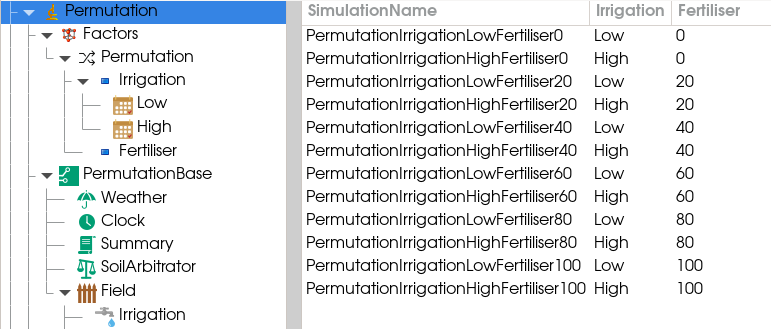 Permutation
Factors
Permutation
Irrigation
Low
High
Fertiliser
PermutationBase
Weather
Clock
Summary
SoilArbitrator
Field
Irrigation
SimulationName Irrigation Fertiliser
PermutationIrrigationLowFertiliser0 Low 0
PermutationIrrigationHighFertiliser0 High 0
PermutationIrrigationLowFertiliser20 Low 20
PermutationIrrigationHighFertiliser20 High 20
PermutationIrrigationLowFertiliser40 Low 40
PermutationIrrigationHighFertiliser40 High 40
PermutationIrrigationLowFertiliser60 Low 60
PermutationIrrigationHighFertiliser60 High 60
PermutationIrrigationLowFertiliser80 Low 80
PermutationIrrigationHighFertiliser80 High 80
PermutationIrrigationLowFertiliser100 Low 100
PermutationIrrigationHighFertiliser100 High 100